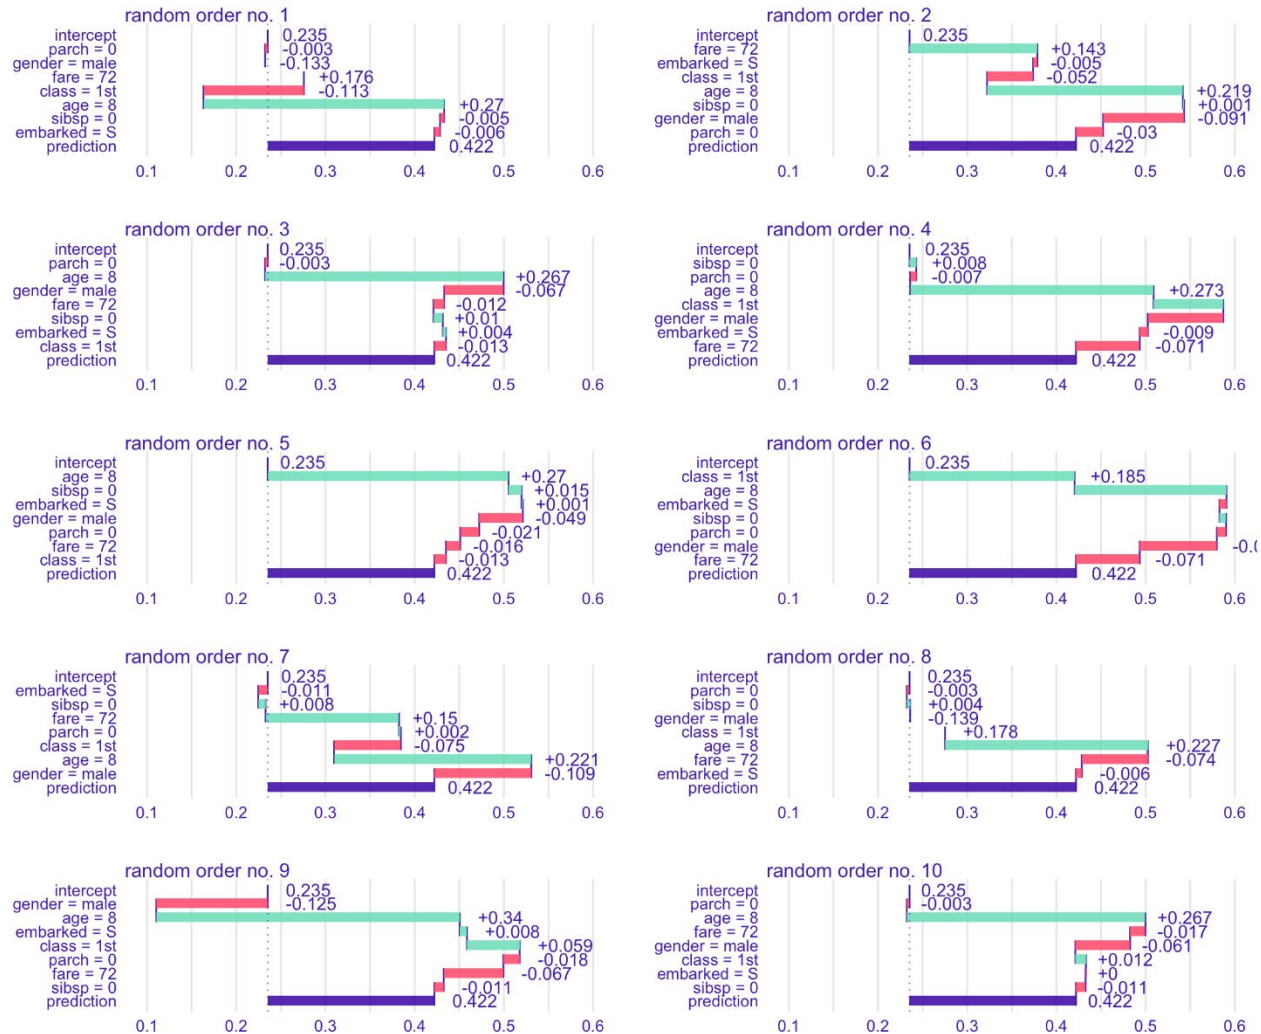 random order no. 1
intercept 0.235
parch = 0 -0.003
gender = male -0.133
fare = 72 +0.176
class = 1st -0.113
age = 8 +0.27
sibsp = 0 -0.005
embarked = S -0.006
prediction 0.422
0.1 0.2 0.3 0.4 0.5 0.6
random order no. 2
intercept 0.235
fare = 72 +0.143
embarked = S -0.005
class = 1st -0.052
age = 8 +0.219
sibsp = 0 +0.001
gender = male -0.091
parch = 0 -0.03
prediction 0.422
0.1 0.2 0.3 0.4 0.5 0.6
random order no. 3
intercept 0.235
parch = 0 -0.003
age = 8 +0.267
gender = male -0.067
fare = 72 -0.012
sibsp = 0 +0.01
embarked = S +0.004
class = 1st -0.013
prediction 0.422
0.1 0.2 0.3 0.4 0.5 0.6
random order no. 4
intercept 0.235
sibsp = 0 +0.008
parch = 0 -0.007
age = 8 +0.273
class = 1st
gender = male
embarked = S -0.009
fare = 72 -0.071
prediction 0.422
0.1 0.2 0.3 0.4 0.5 0.6
random order no. 5
intercept 0.235
age = 8 +0.27
sibsp = 0 +0.015
embarked = S +0.001
gender = male -0.049
parch = 0 -0.021
fare = 72 -0.016
class = 1st -0.013
prediction 0.422
0.1 0.2 0.3 0.4 0.5 0.6
random order no. 6
intercept 0.235
class = 1st +0.185
age = 8
embarked = S
sibsp = 0
parch = 0
gender = male
fare = 72 -0.071
prediction 0.422
0.1 0.2 0.3 0.4 0.5 0.6
random order no. 7
intercept 0.235
embarked = S -0.011
sibsp = 0 +0.008
fare = 72 +0.15
parch = 0 +0.002
class = 1st -0.075
age = 8 +0.221
gender = male -0.109
prediction 0.422
0.1 0.2 0.3 0.4 0.5 0.6
random order no. 8
intercept 0.235
parch = 0 -0.003
sibsp = 0 +0.004
gender = male -0.139
class = 1st +0.178
age = 8 +0.227
fare = 72 -0.074
embarked = S -0.006
prediction 0.422
0.1 0.2 0.3 0.4 0.5 0.6
random order no. 9
intercept 0.235
gender = male -0.125
age = 8 +0.34
embarked = S +0.008
class = 1st +0.059
parch = 0 -0.018
fare = 72 -0.067
sibsp = 0 -0.011
prediction 0.422
0.1 0.2 0.3 0.4 0.5 0.6
random order no. 10
intercept 0.235
parch = 0 -0.003
age = 8 +0.267
fare = 72 -0.017
gender = male -0.061
class = 1st +0.012
embarked = S +0
sibsp = 0 -0.011
prediction 0.422
0.1 0.2 0.3 0.4 0.5 0.6